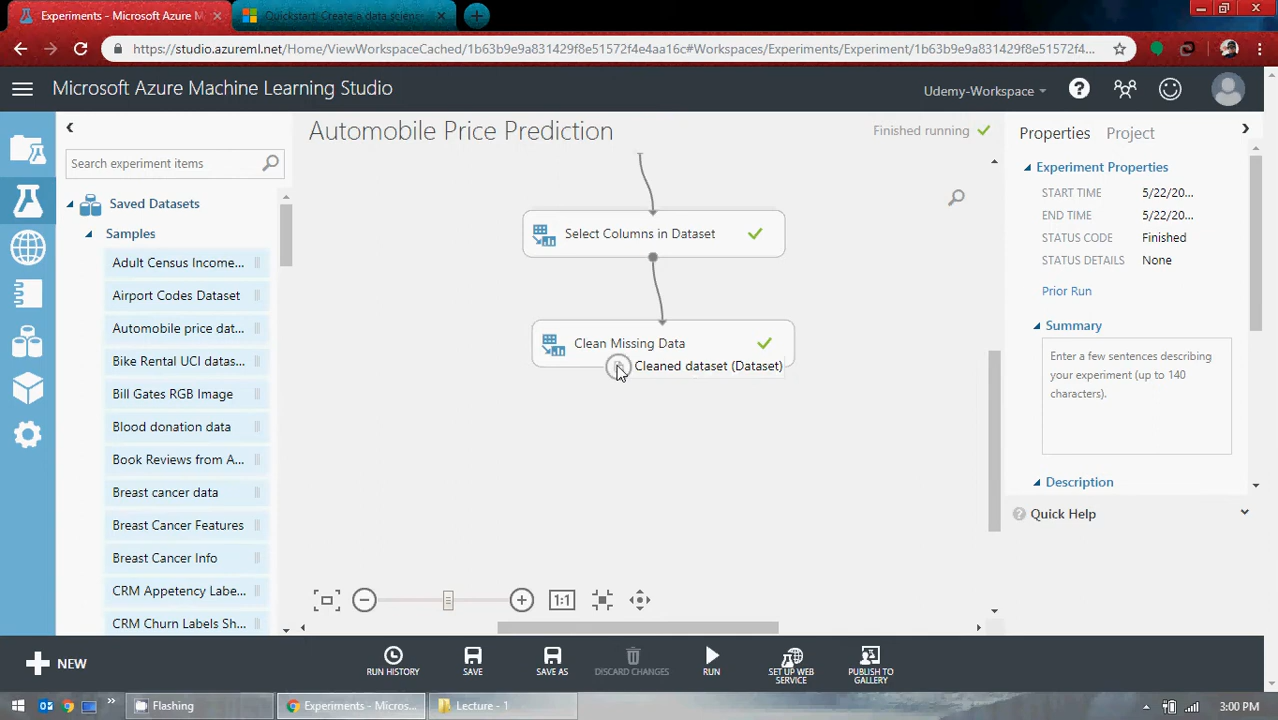 Experiments - Microsoft Azure M
Quickstart: Create a data scien
https://studio.azureml.net/Home/ViewWorkspaceCached/1b63b9e9a831429f8e51572f4e4aa16c#Workspaces/Experiments/Experiment/1b63b9e9a831429f8e51572f4...
Microsoft Azure Machine Learning Studio
Udemy-Workspace
Search experiment items
Saved Datasets
Samples
Adult Census Income...
Airport Codes Dataset
Automobile price dat...
Bike Rental UCI datas...
Bill Gates RGB Image
Blood donation data
Book Reviews from A...
Breast cancer data
Breast Cancer Features
Breast Cancer Info
CRM Appetency Labe...
CRM Churn Labels Sh...
Automobile Price Prediction
Finished running
Select Columns in Dataset
Clean Missing Data
Cleaned dataset (Dataset)
1:1
Properties
Project
Experiment Properties
START TIME 5/22/20...
END TIME 5/22/20...
STATUS CODE Finished
STATUS DETAILS None
Prior Run
Summary
Enter a few sentences describing
your experiment (up to 140
characters).
Description
Quick Help
NEW
RUN HISTORY
SAVE
SAVE AS
DISCARD CHANGES
RUN
SET UP WEB
SERVICE
PUBLISH TO
GALLERY
Flashing
Experiments - Micros...
Lecture - 1
3:00 PM